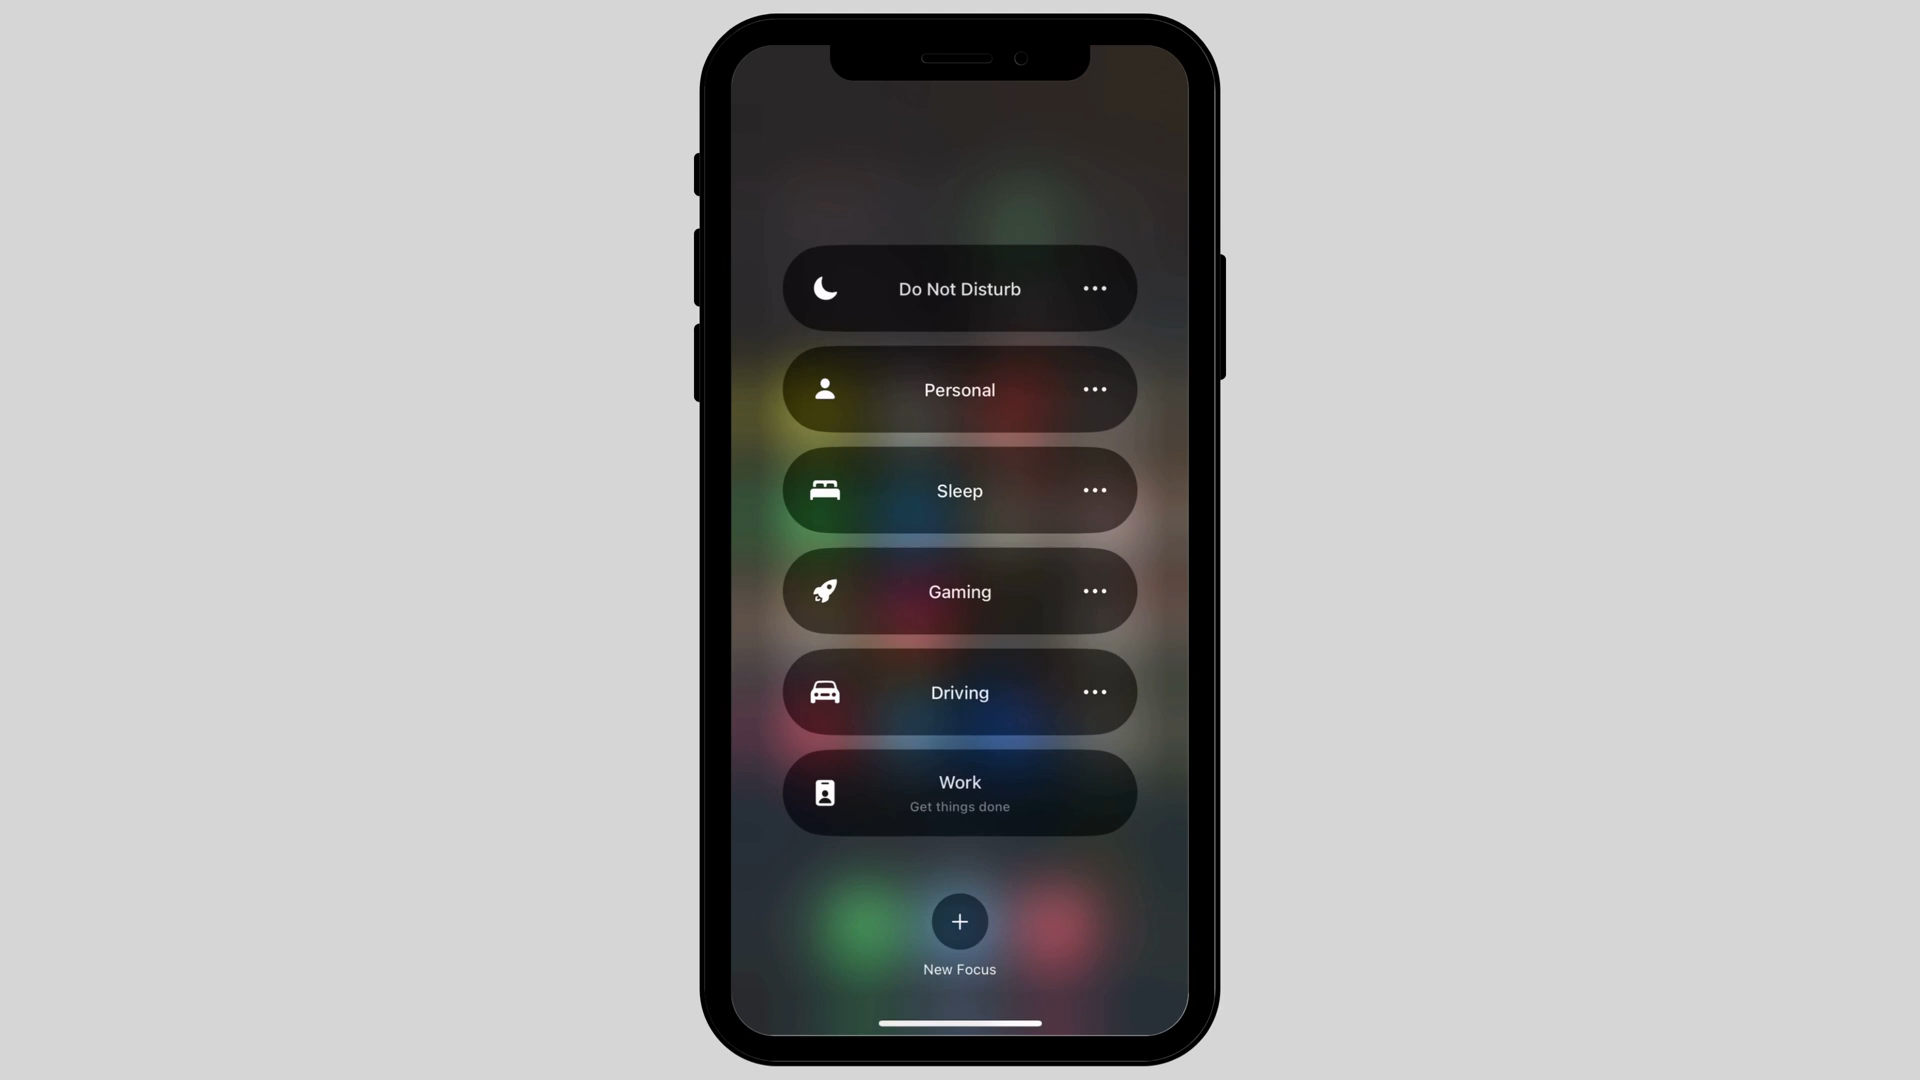 Do Not Disturb
Personal
Sleep
Gaming
Driving
Work
Get things done
New Focus